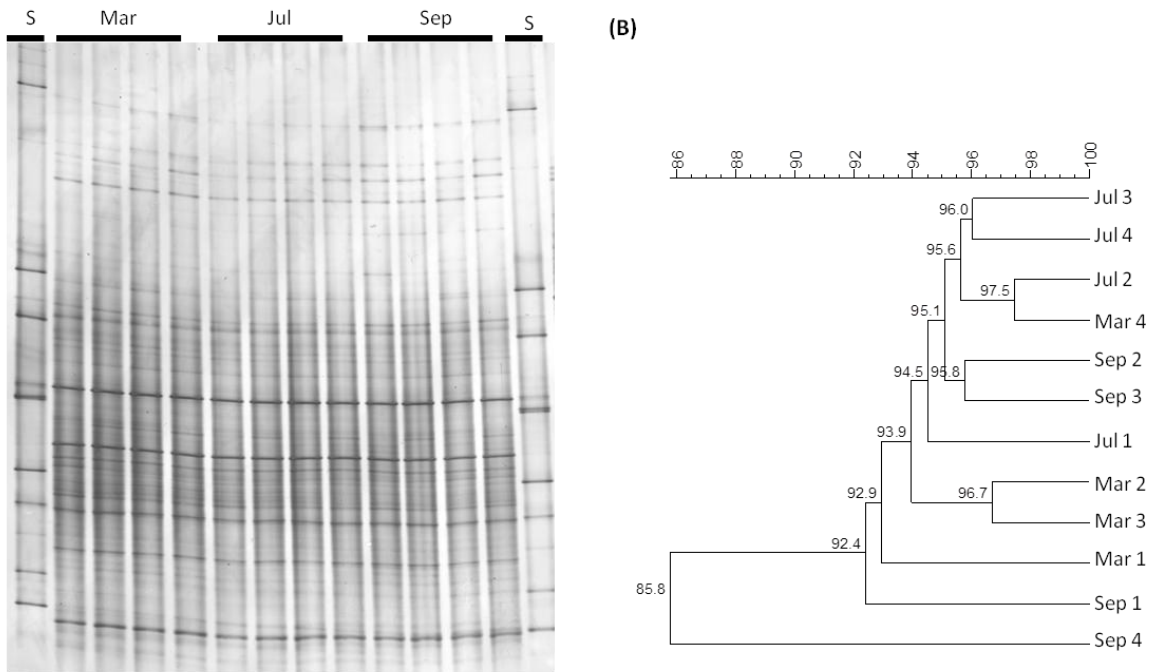 S Mar Jul Sep S
(B)
86 88 90 92 94 96 98 100
Jul 3
96.0
Jul 4
95.6
Jul 2
97.5
95.1
Mar 4
Sep 2
94.5 95.8
Sep 3
93.9
Jul 1
Mar 2
92.9 96.7
Mar 3
92.4
Mar 1
85.8
Sep 1
Sep 4